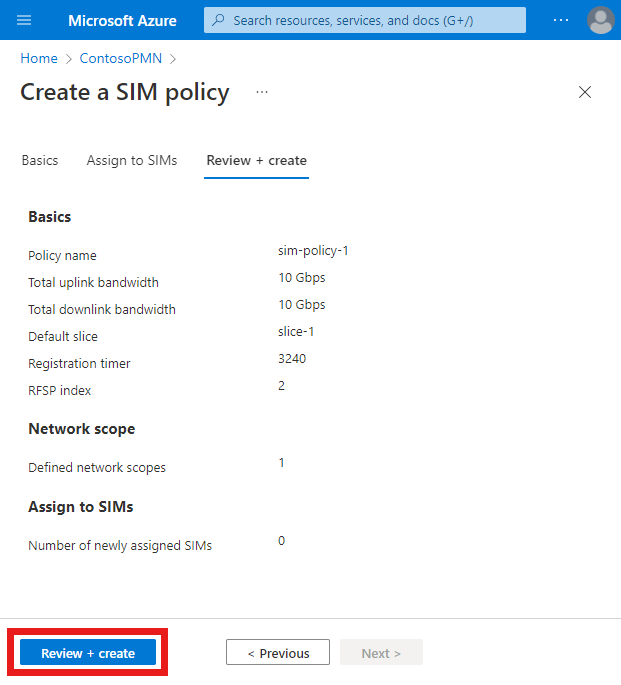 Microsoft Azure
Search resources, services, and docs (G+/)
...
Home > ContosoPMN >
Create a SIM policy ...
Basics Assign to SIMs Review + create
Basics
Policy name sim-policy-1
Total uplink bandwidth 10 Gbps
Total downlink bandwidth 10 Gbps
Default slice slice-1
Registration timer 3240
RFSP index 2
Network scope
Defined network scopes 1
Assign to SIMs
Number of newly assigned SIMs 0
Review + create < Previous Next >